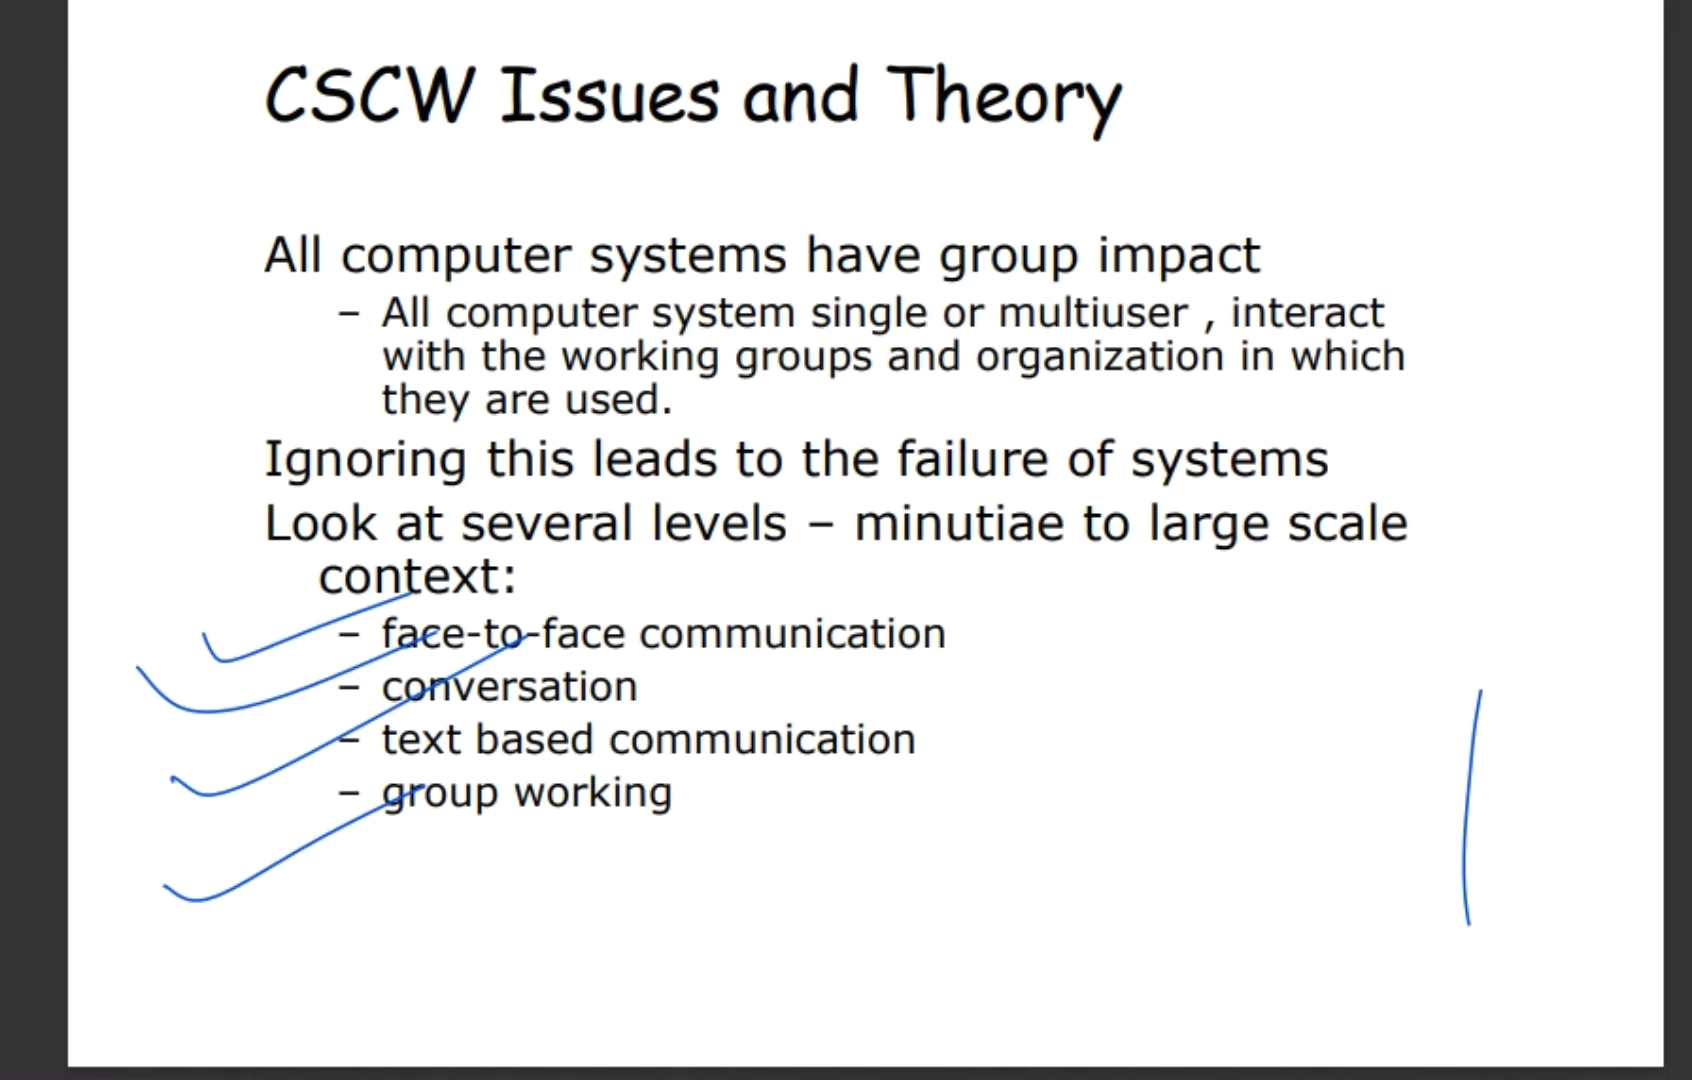 CSCW Issues and Theory
All computer systems have group impact
– All computer system single or multiuser , interact
with the working groups and organization in which
they are used.
Ignoring this leads to the failure of systems
Look at several levels – minutiae to large scale
context:
– face-to-face communication
– conversation
– text based communication
– group working